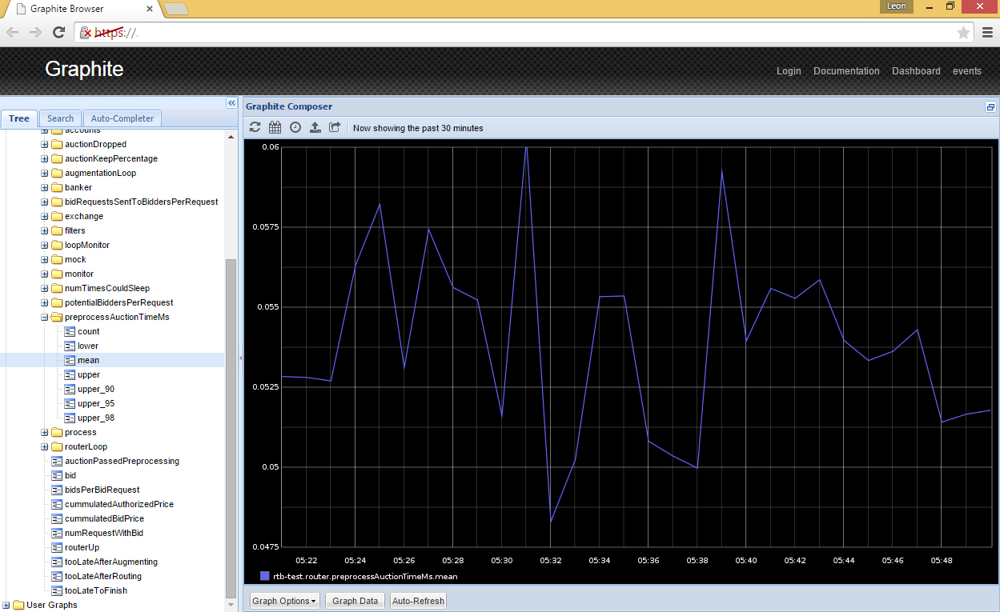 Graphite Browser
Leon
https://.
Graphite
Login Documentation Dashboard events
Tree Search Auto-Completer
accounts
auctionDropped
auctionKeepPercentage
augmentationLoop
banker
bidRequestsSentToBiddersPerRequest
exchange
filters
loopMonitor
mock
monitor
numTimesCouldSleep
potentialBiddersPerRequest
preprocessAuctionTimeMs
count
lower
mean
upper
upper_90
upper_95
upper_98
process
routerLoop
auctionPassedPreprocessing
bid
bidsPerBidRequest
cummulatedAuthorizedPrice
cummulatedBidPrice
numRequestWithBid
routerUp
tooLateAfterAugmenting
tooLateAfterRouting
tooLateToFinish
User Graphs
Graphite Composer
Now showing the past 30 minutes
0.06
0.0575
0.055
0.0525
0.05
0.0475
05:22 05:24 05:26 05:28 05:30 05:32 05:34 05:36 05:38 05:40 05:42 05:44 05:46 05:48
rtb-test.router.preprocessAuctionTimeMs.mean
Graph Options Graph Data Auto-Refresh